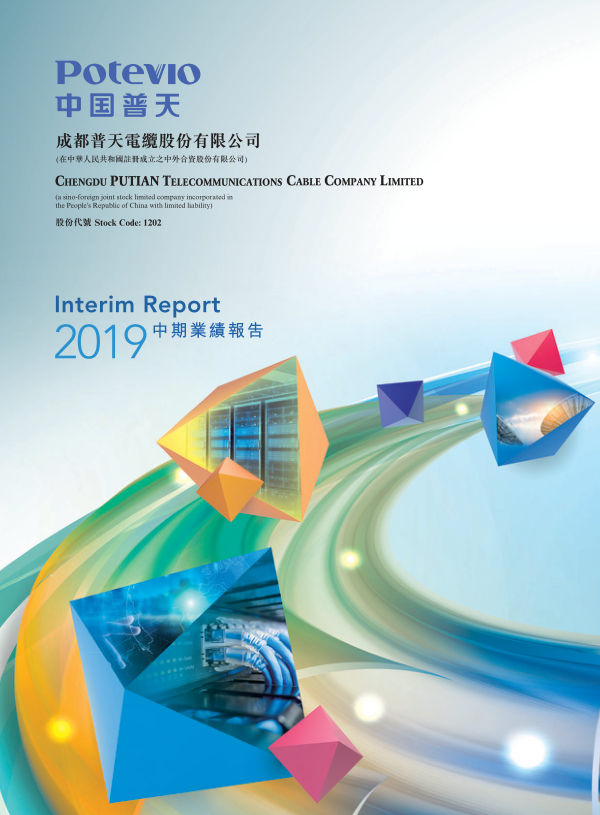 Potevio
中国普天
成都普天電纜股份有限公司
(在中華人民共和國註冊成立之中外合資股份有限公司)
CHENGDU PUTIAN TELECOMMUNICATIONS CABLE COMPANY LIMITED
(a sino-foreign joint stock limited company incorporated in
the People's Republic of China with limited liability)
股份代號 Stock Code: 1202
Interim Report
2019 中期業績報告